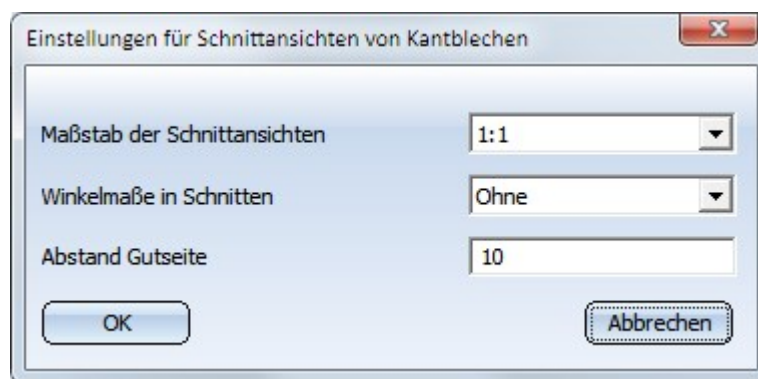 Einstellungen für Schnittansichten von Kantblechen
Maßstab der Schnittansichten 1:1
Winkelmaße in Schnitten Ohne
Abstand Gutseite 10
OK Abbrechen